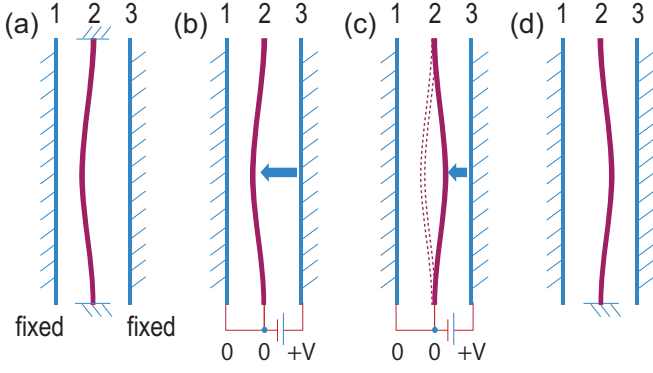 (a) 1 2 3
(b) 1 2 3
(c) 1 2 3
(d) 1 2 3
fixed fixed
0 0 +V
0 0 +V